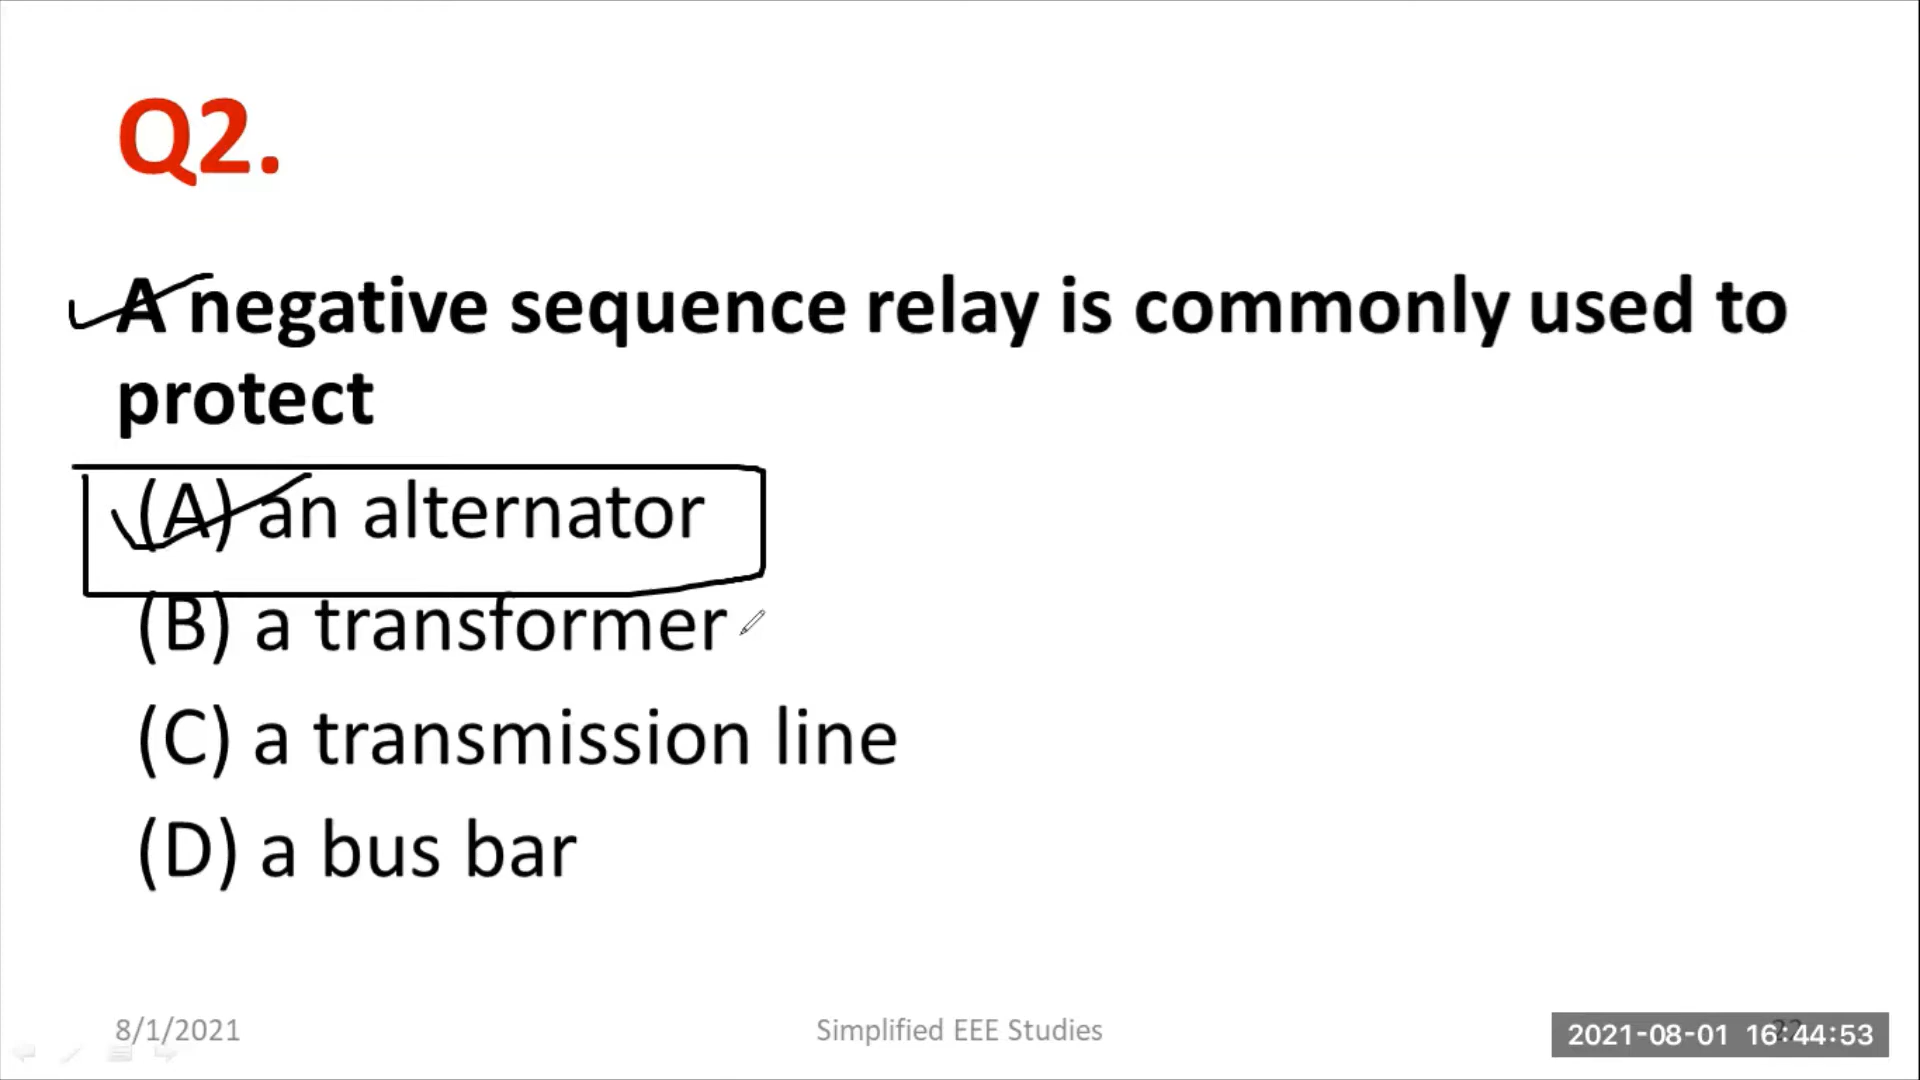 Q2.
A negative sequence relay is commonly used to
protect
(A) an alternator
(B) a transformer
(C) a transmission line
(D) a bus bar
8/1/2021
Simplified EEE Studies
2021-08-01 16:44:53